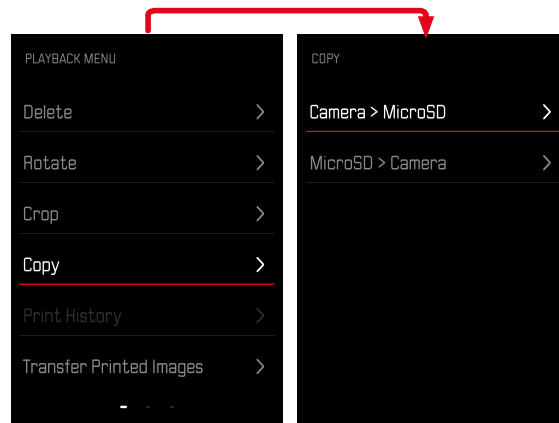 PLAYBACK MENU
Delete
Rotate
Crop
Copy
Print History
Transfer Printed Images
COPY
Camera > MicroSD
MicroSD > Camera